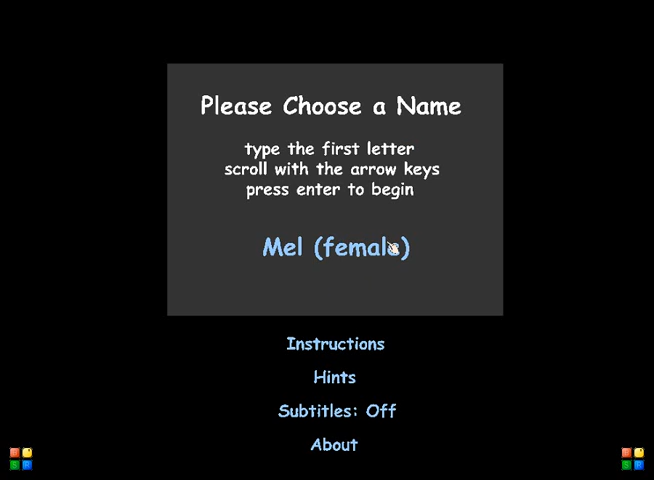 Please Choose a Name
type the first letter
scroll with the arrow keys
press enter to begin
Mel (female)
Instructions
Hints
Subtitles: Off
About